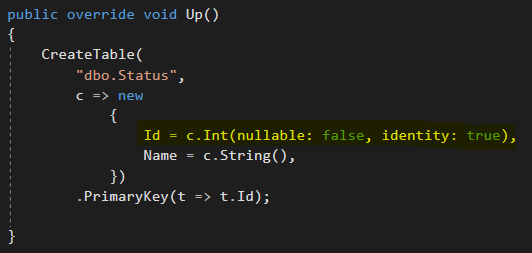 public override void Up()
{
CreateTable(
"dbo.Status",
c => new
{
Id = c.Int(nullable: false, identity: true),
Name = c.String(),
})
.PrimaryKey(t => t.Id);
}